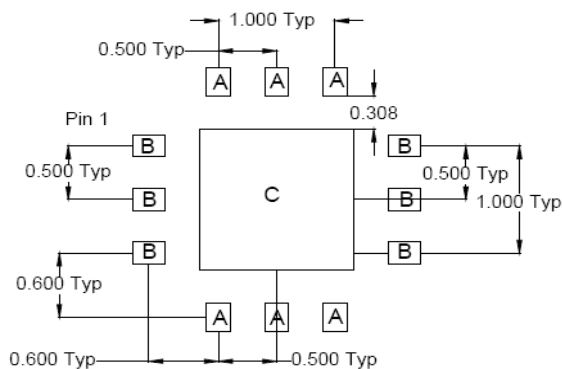 1.000 Typ
0.500 Typ
A A A
0.308
Pin 1
B B
0.500 Typ 0.500 Typ
C
B B
1.000 Typ
B B
0.600 Typ
A A A
0.600 Typ 0.500 Typ